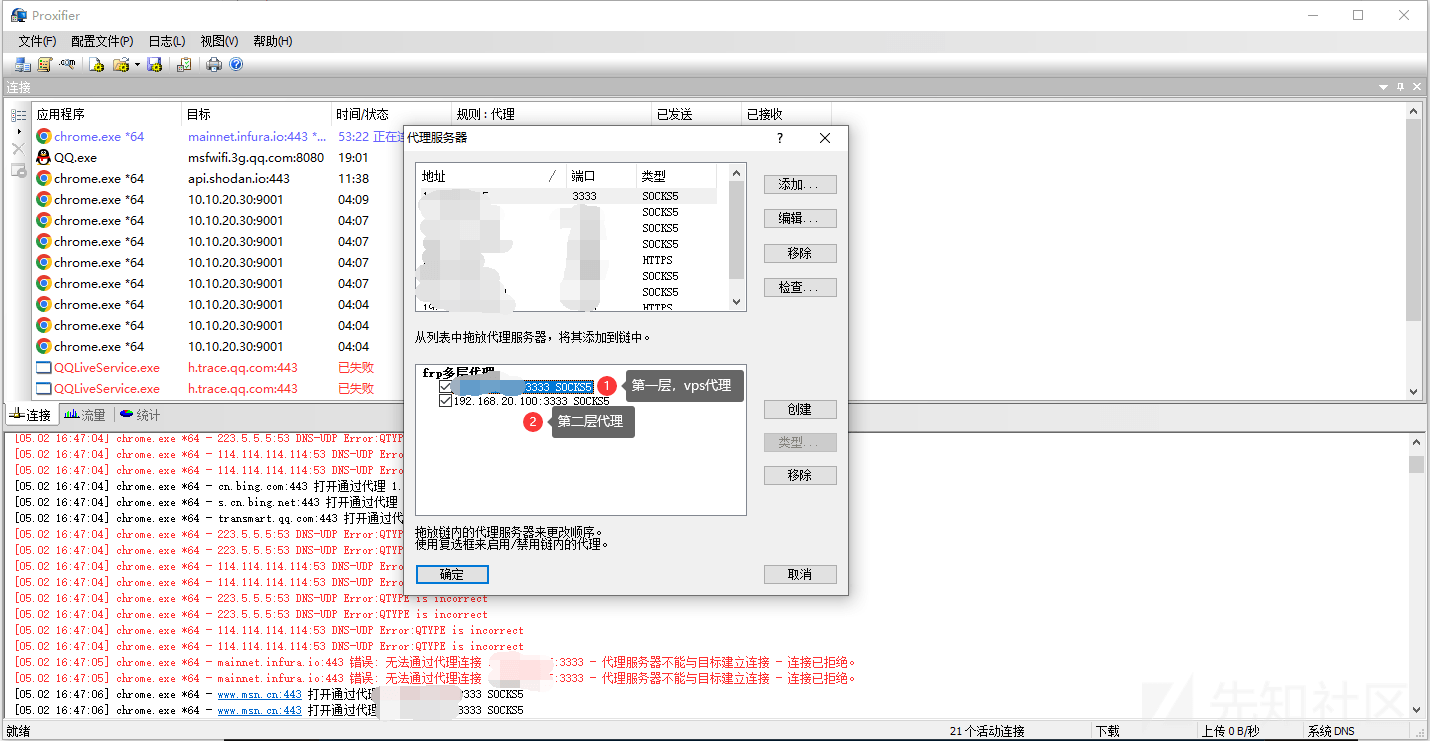 Proxifier
文件(F) 配置文件(P) 日志(L) 视图(V) 帮助(H)
连接
应用程序 目标 时间/状态 规则 : 代理 已发送 已接收
chrome.exe *64 mainnet.infura.io:443 *... 53:22 正在
QQ.exe msfwifi.3g.qq.com:8080 19:01
chrome.exe *64 api.shodan.io:443 11:38
chrome.exe *64 10.10.20.30:9001 04:09
chrome.exe *64 10.10.20.30:9001 04:07
chrome.exe *64 10.10.20.30:9001 04:07
chrome.exe *64 10.10.20.30:9001 04:07
chrome.exe *64 10.10.20.30:9001 04:07
chrome.exe *64 10.10.20.30:9001 04:04
chrome.exe *64 10.10.20.30:9001 04:04
chrome.exe *64 10.10.20.30:9001 04:04
QQLiveService.exe h.trace.qq.com:443 已失败
QQLiveService.exe h.trace.qq.com:443 已失败
代理服务器 ?
地址 / 端口 类型
3333 SOCKS5
SOCKS5
SOCKS5
SOCKS5
HTTPS
SOCKS5
SOCKS5
HTTPS
添加...
编辑...
移除
检查...
从列表中拖放代理服务器，将其添加到链中。
frp多层代理
:3333 SOCKS5 1 第一层，vps代理
192.168.20.100:3333 SOCKS5
2 第二层代理
创建
类型...
移除
拖放链内的代理服务器来更改顺序。
使用复选框来启用/禁用链内的代理。
确定 取消
连接 流量 统计
[05.02 16:47:04] chrome.exe *64 - 223.5.5.5:53 DNS-UDP Error:QTYP
[05.02 16:47:04] chrome.exe *64 - 114.114.114.114:53 DNS-UDP Erro
[05.02 16:47:04] chrome.exe *64 - 114.114.114.114:53 DNS-UDP Erro
[05.02 16:47:04] chrome.exe *64 - cn.bing.com:443 打开通过代理 1.
[05.02 16:47:04] chrome.exe *64 - s.cn.bing.net:443 打开通过代理
[05.02 16:47:04] chrome.exe *64 - transmart.qq.com:443 打开通过代
[05.02 16:47:04] chrome.exe *64 - 223.5.5.5:53 DNS-UDP Error:QTYP
[05.02 16:47:04] chrome.exe *64 - 223.5.5.5:53 DNS-UDP Error:QTYP
[05.02 16:47:04] chrome.exe *64 - 114.114.114.114:53 DNS-UDP Erro
[05.02 16:47:04] chrome.exe *64 - 114.114.114.114:53 DNS-UDP Erro
[05.02 16:47:04] chrome.exe *64 - 223.5.5.5:53 DNS-UDP Error:QTYPE is incorrect
[05.02 16:47:04] chrome.exe *64 - 223.5.5.5:53 DNS-UDP Error:QTYPE is incorrect
[05.02 16:47:04] chrome.exe *64 - 114.114.114.114:53 DNS-UDP Error:QTYPE is incorrect
[05.02 16:47:04] chrome.exe *64 - 114.114.114.114:53 DNS-UDP Error:QTYPE is incorrect
[05.02 16:47:05] chrome.exe *64 - mainnet.infura.io:443 错误: 无法通过代理连接 :3333 - 代理服务器不能与目标建立连接 - 连接已拒绝。
[05.02 16:47:05] chrome.exe *64 - mainnet.infura.io:443 错误: 无法通过代理连接 :3333 - 代理服务器不能与目标建立连接 - 连接已拒绝。
[05.02 16:47:06] chrome.exe *64 - www.msn.cn:443 打开通过代理 3333 SOCKS5
[05.02 16:47:06] chrome.exe *64 - www.msn.cn:443 打开通过代理 3333 SOCKS5
先知社区
就绪 21 个活动连接 下载 上传 0 B/秒 系统 DNS